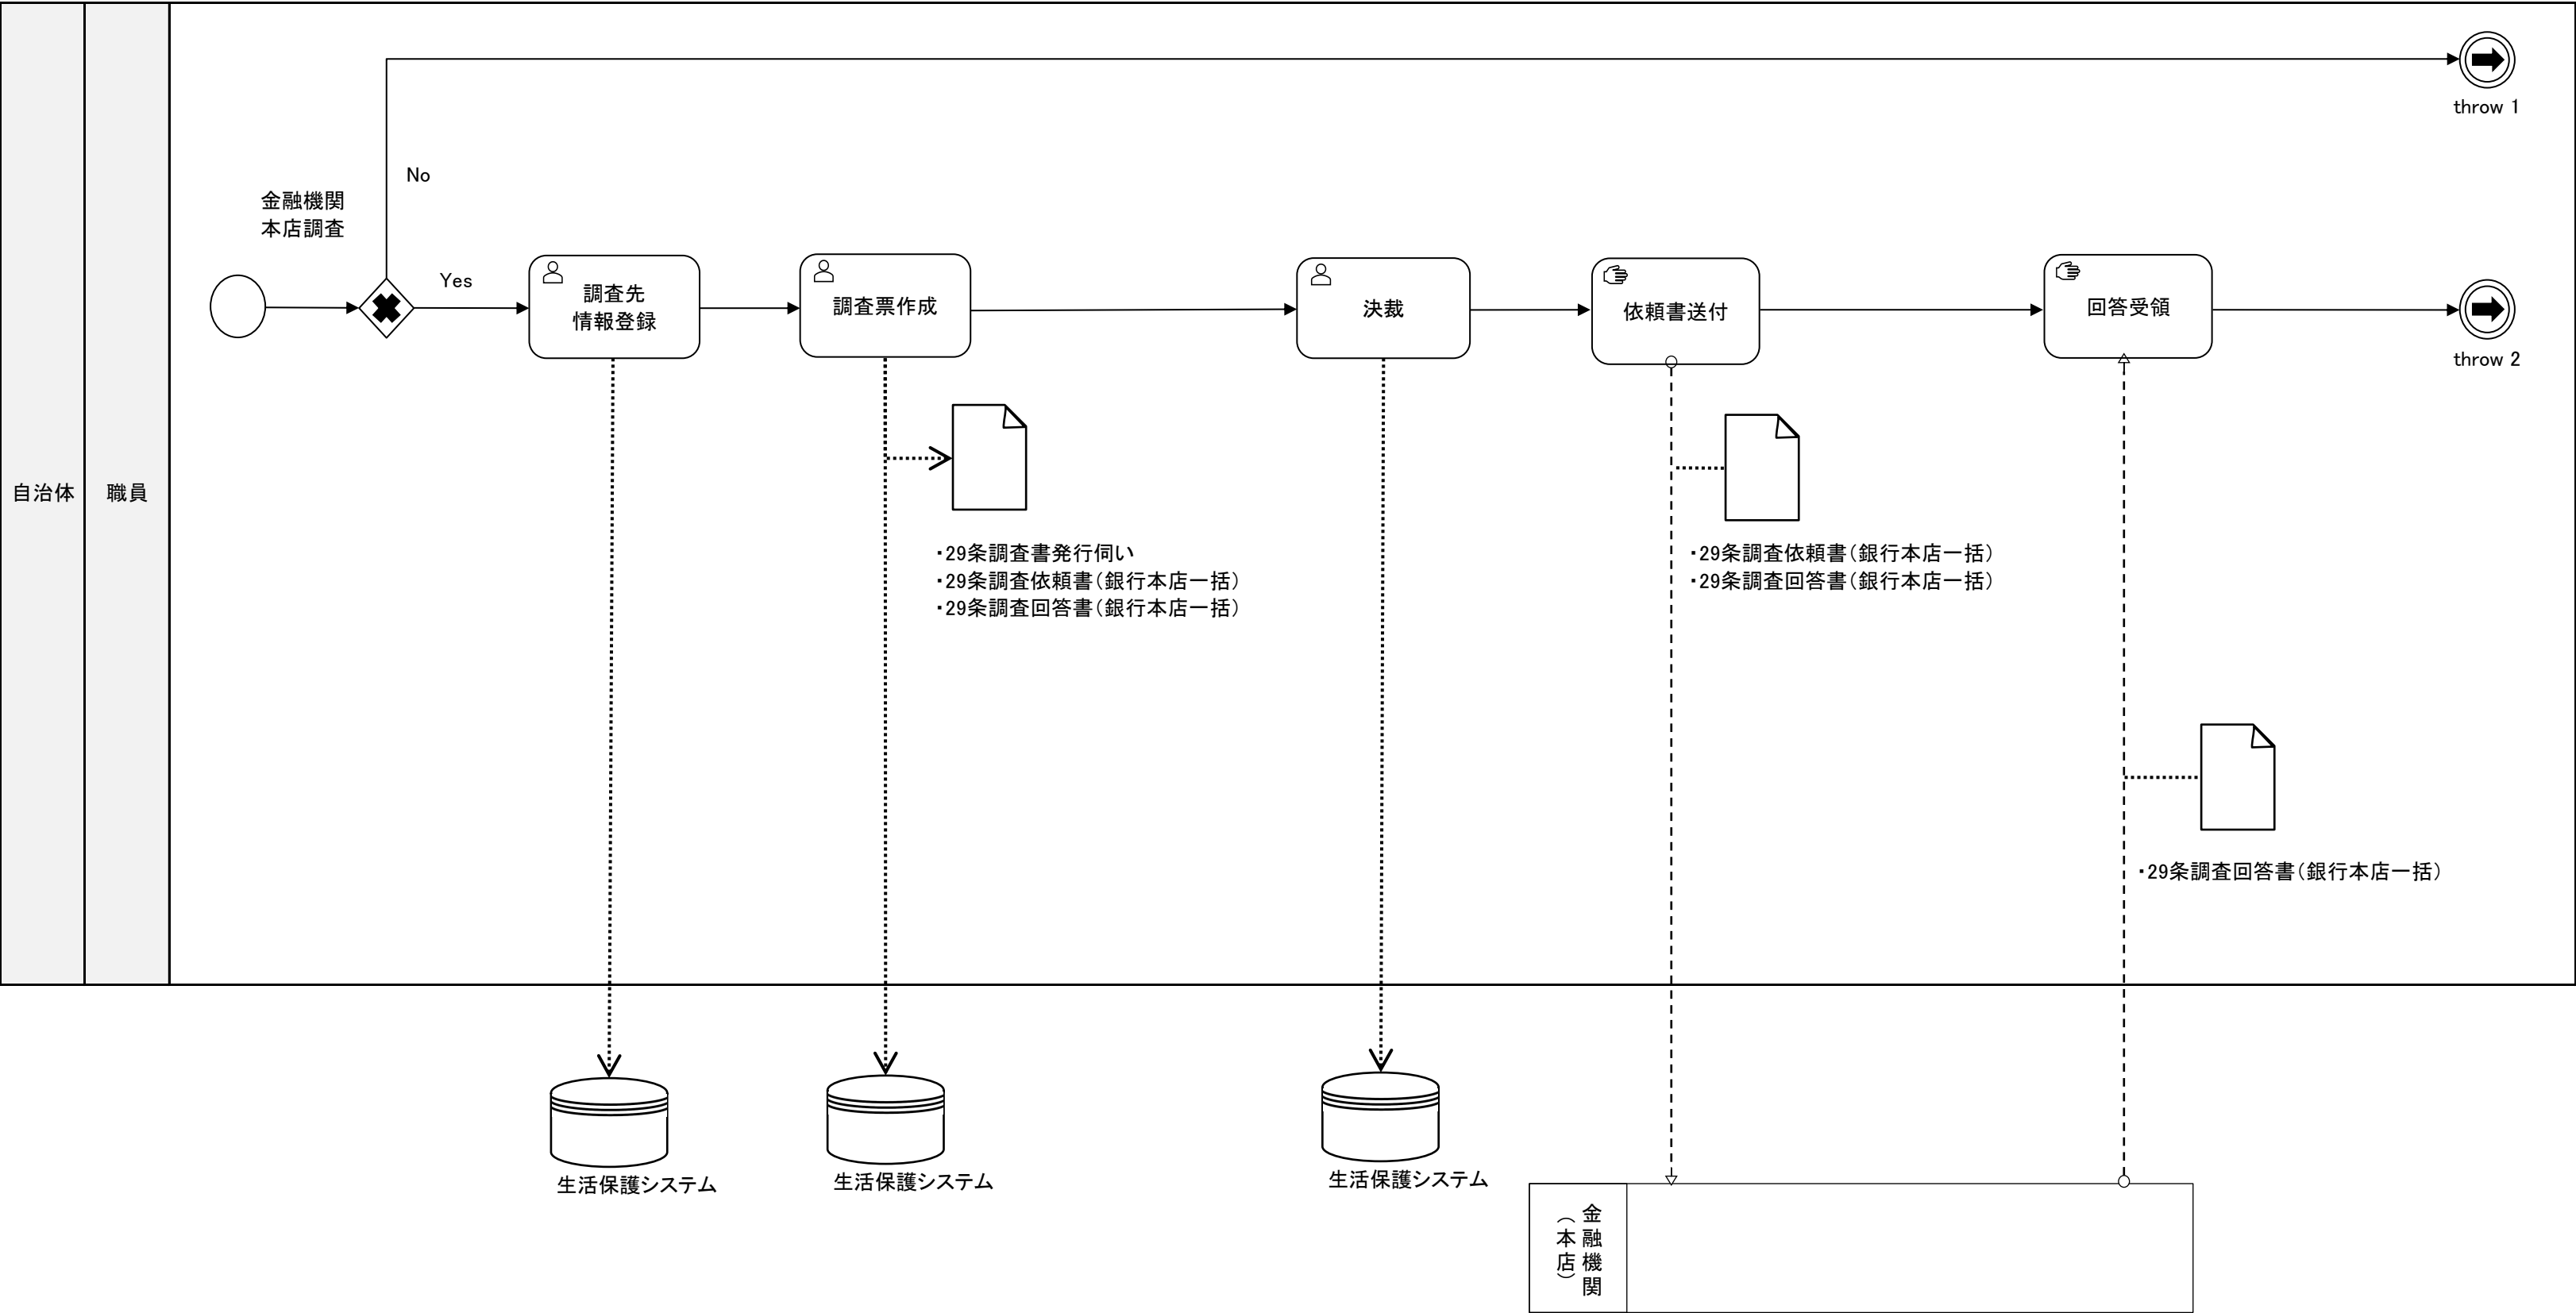 throw 1
No
金融機関
本店調査
Yes
調査先
情報登録
調査票作成
決裁
依頼書送付
回答受領
throw 2
自治体
職員
・29条調査書発行伺い
・29条調査依頼書（銀行本店一括）
・29条調査回答書（銀行本店一括）
・29条調査依頼書（銀行本店一括）
・29条調査回答書（銀行本店一括）
・29条調査回答書（銀行本店一括）
生活保護システム
生活保護システム
生活保護システム
金融機関
（本店）